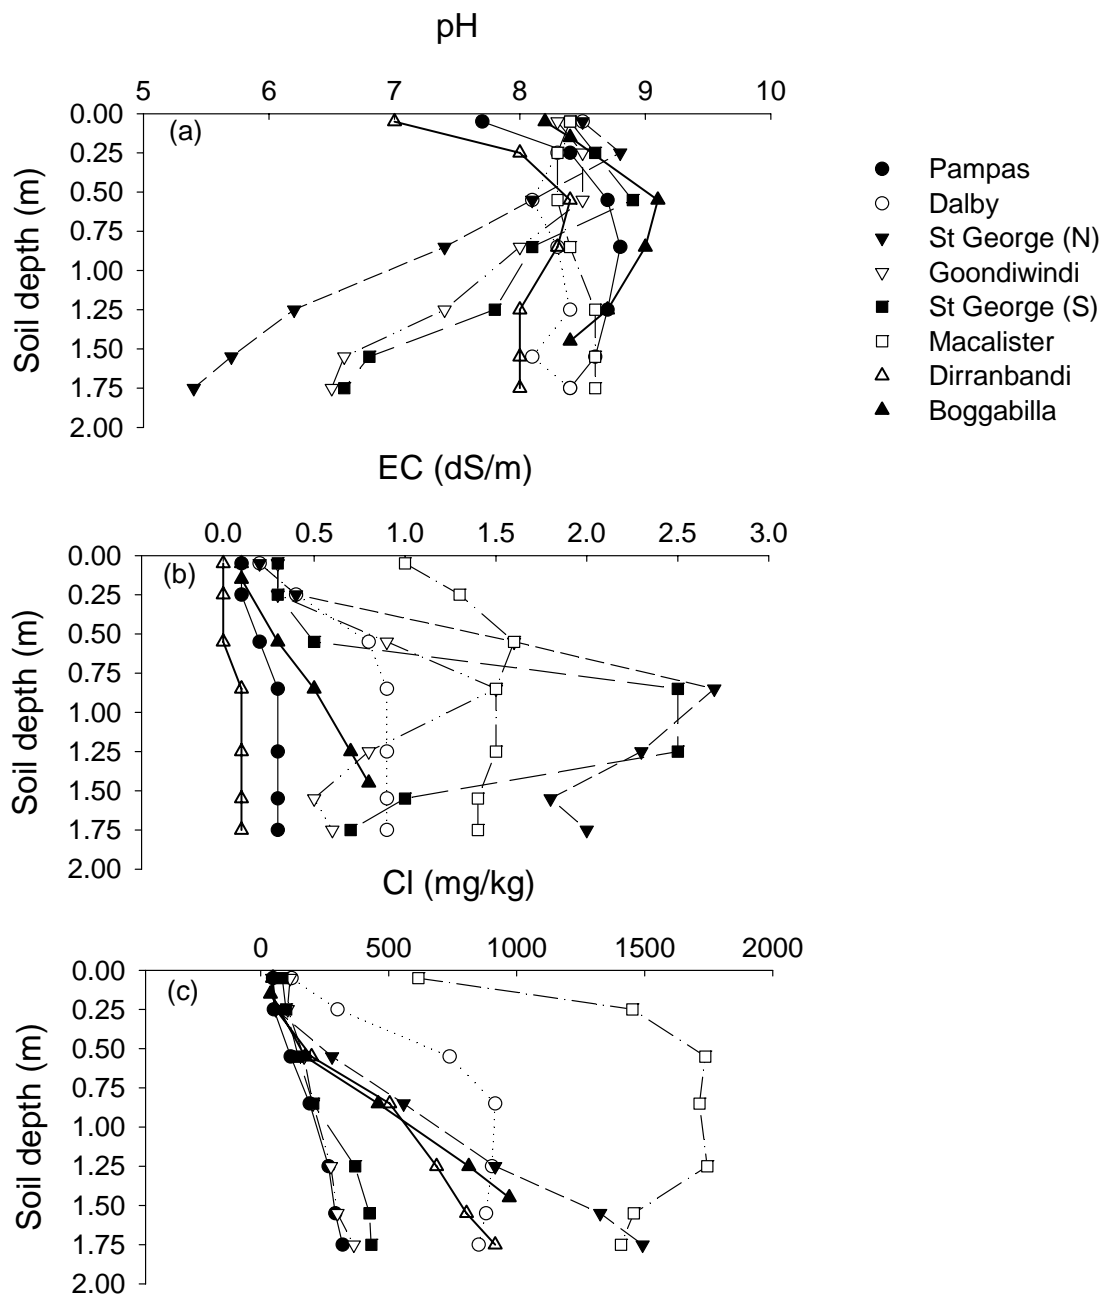 pH
5 6 7 8 9 10
0.00
0.25
0.50
0.75
1.00
1.25
1.50
1.75
2.00
Soil depth (m)
(a)
Pampas
Dalby
St George (N)
Goondiwindi
St George (S)
Macalister
Dirranbandi
Boggabilla
EC (dS/m)
0.0 0.5 1.0 1.5 2.0 2.5 3.0
0.00
0.25
0.50
0.75
1.00
1.25
1.50
1.75
2.00
Soil depth (m)
(b)
Cl (mg/kg)
0 500 1000 1500 2000
0.00
0.25
0.50
0.75
1.00
1.25
1.50
1.75
2.00
Soil depth (m)
(c)